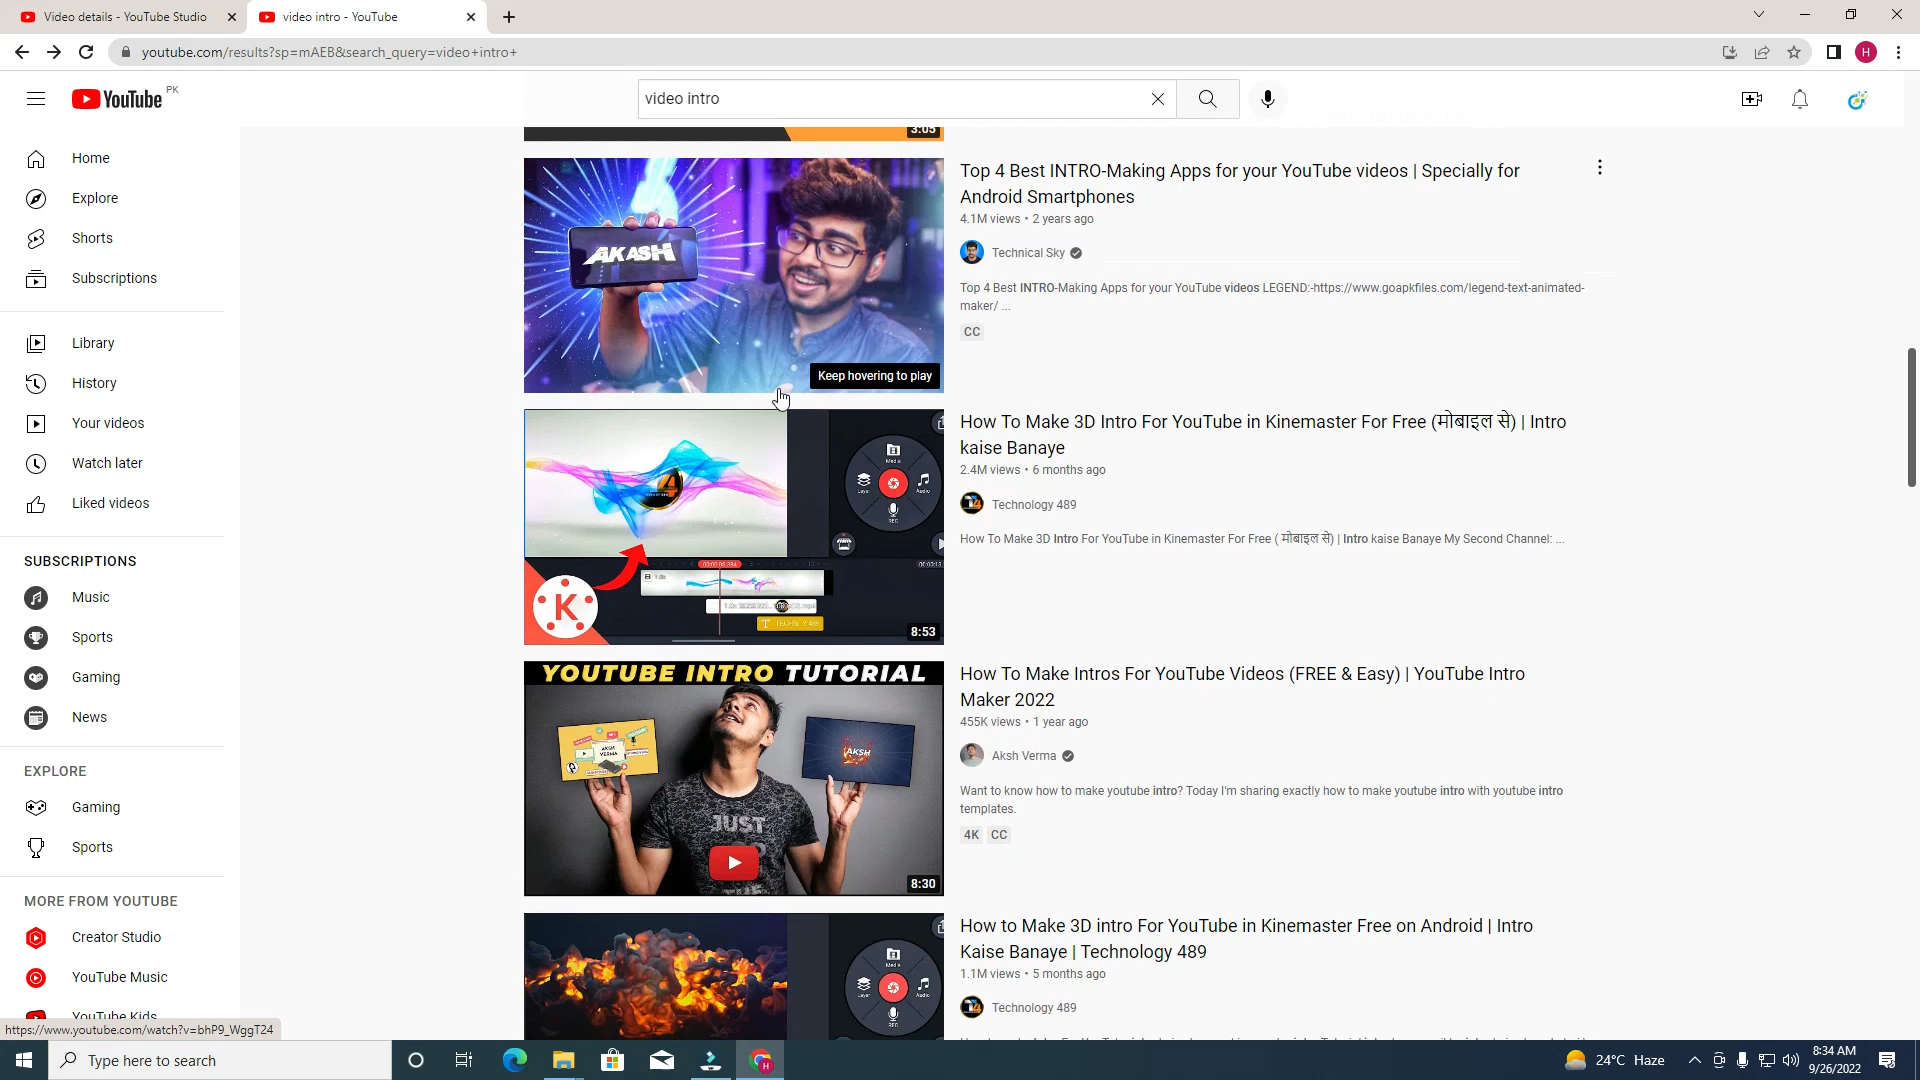 Video details - YouTube Studio
video intro - YouTube
youtube.com/results?sp=mAEB&search_query=video+intro+
H
YouTube PK
video intro
Home
Explore
Shorts
Subscriptions
Library
History
Your videos
Watch later
Liked videos
SUBSCRIPTIONS
Music
Sports
Gaming
News
EXPLORE
Gaming
Sports
MORE FROM YOUTUBE
Creator Studio
YouTube Music
YouTube Kids
https://www.youtube.com/watch?v=bhP9_WggT24
3:05
AKASH
Keep hovering to play
Top 4 Best INTRO-Making Apps for your YouTube videos | Specially for
Android Smartphones
4.1M views • 2 years ago
Technical Sky
Top 4 Best INTRO-Making Apps for your YouTube videos LEGEND:-https://www.goapkfiles.com/legend-text-animated-
maker/ ...
CC
Media
Layer
Audio
REC
K
8:53
How To Make 3D Intro For YouTube in Kinemaster For Free (मोबाइल से) | Intro
kaise Banaye
2.4M views • 6 months ago
Technology 489
How To Make 3D Intro For YouTube in Kinemaster For Free ( मोबाइल से) | Intro kaise Banaye My Second Channel: ...
YOUTUBE INTRO TUTORIAL
AKSH
VERMA
AKSH
JUST
8:30
How To Make Intros For YouTube Videos (FREE & Easy) | YouTube Intro
Maker 2022
455K views • 1 year ago
Aksh Verma
Want to know how to make youtube intro? Today I'm sharing exactly how to make youtube intro with youtube intro
templates.
4K CC
Media
Layer
Audio
REC
How to Make 3D intro For YouTube in Kinemaster Free on Android | Intro
Kaise Banaye | Technology 489
1.1M views • 5 months ago
Technology 489
Type here to search
24°C Haze
8:34 AM
9/26/2022